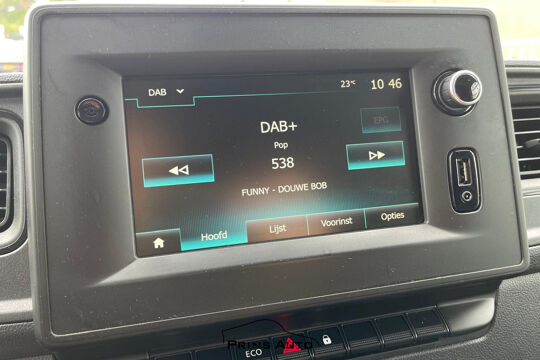 DAB 23°C 10 46
DAB+
EPG
Pop
538
FUNNY - DOUWE BOB
Hoofd Lijst Voorinst Opties
PRINS AUTO
ECO